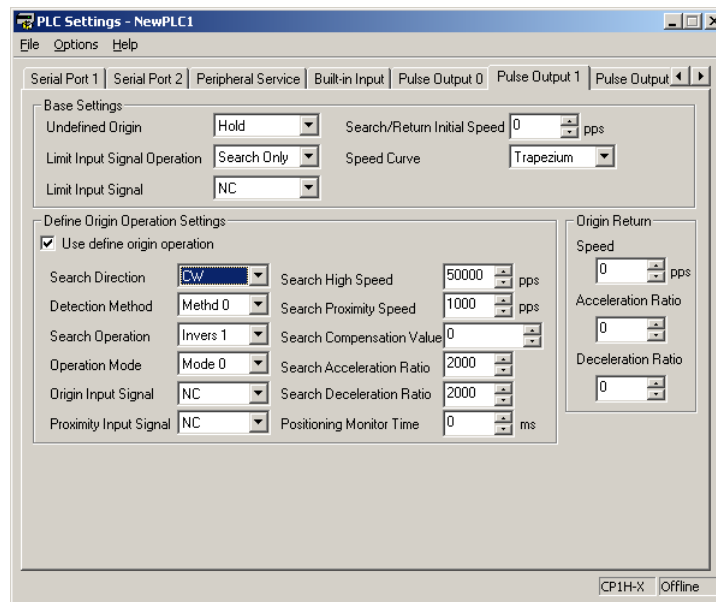 PLC Settings - NewPLC1
File Options Help
Serial Port 1 Serial Port 2 Peripheral Service Built-in Input Pulse Output 0 Pulse Output 1 Pulse Output
Base Settings
Undefined Origin Hold Search/Return Initial Speed 0 pps
Limit Input Signal Operation Search Only Speed Curve Trapezium
Limit Input Signal NC
Define Origin Operation Settings Origin Return
Use define origin operation Speed
0 pps
Search Direction CW Search High Speed 50000 pps
Detection Method Methd 0 Search Proximity Speed 1000 pps Acceleration Ratio
Search Operation Invers 1 Search Compensation Value 0 0
Operation Mode Mode 0 Search Acceleration Ratio 2000 Deceleration Ratio
Origin Input Signal NC Search Deceleration Ratio 2000 0
Proximity Input Signal NC Positioning Monitor Time 0 ms
CP1H-X Offline